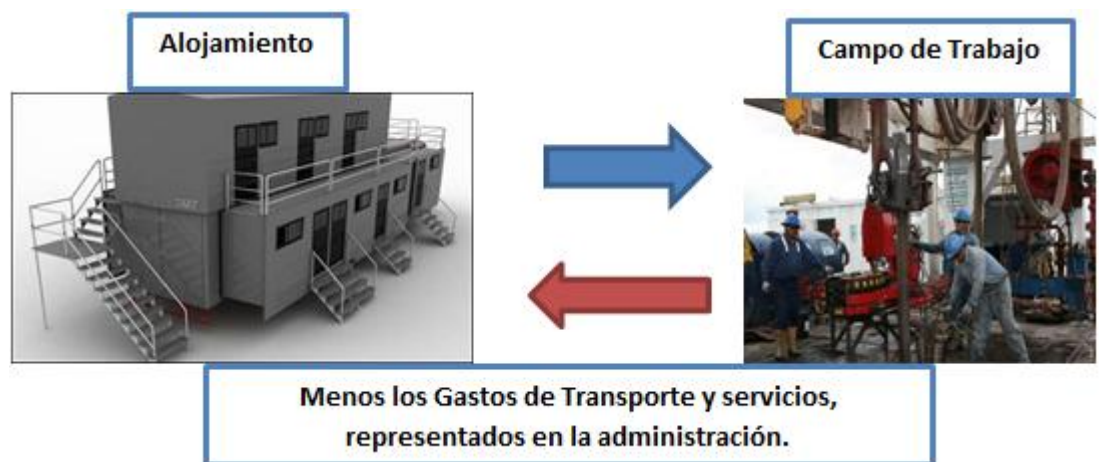 Alojamiento
Campo de Trabajo
Menos los Gastos de Transporte y servicios,
representados en la administración.